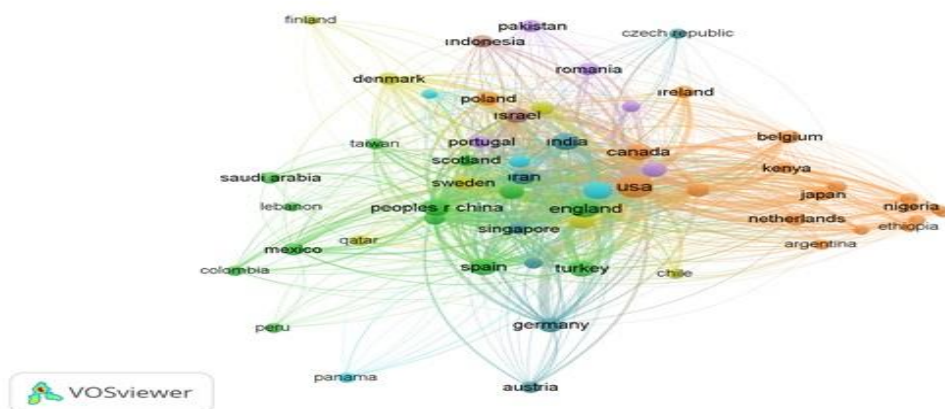 finland
pakistan
indonesia
czech republic
romania
denmark
ireland
poland
israel
belgium
taiwan
portugal
india
canada
scotland
kenya
saudi arabia
sweden
iran
usa
japan
lebanon
peoples r china
england
nigeria
netherlands
ethiopia
singapore
qatar
mexico
argentina
colombia
spain
turkey
chile
peru
germany
panama
austria
VOSviewer